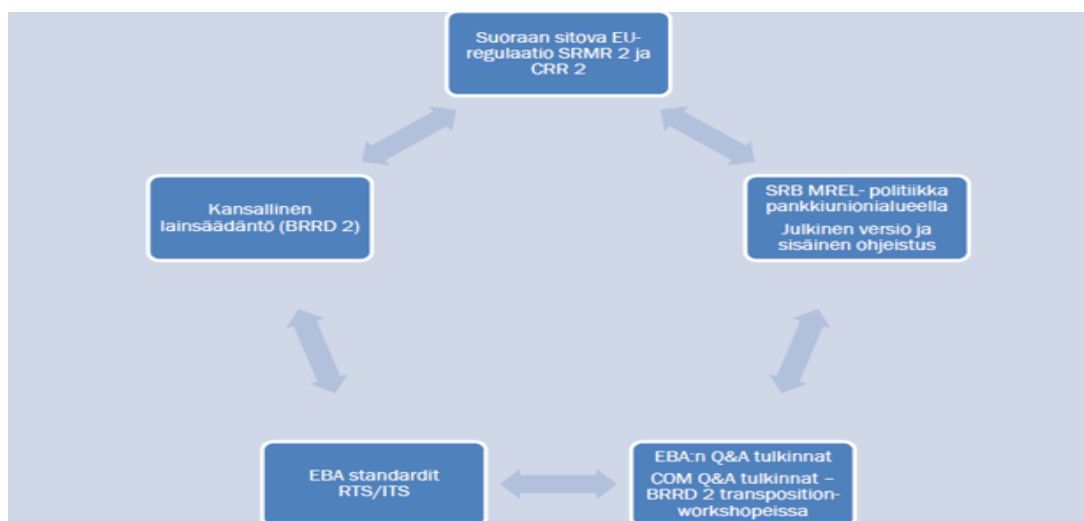 Suoraan sitova EU-
regulaatio SRMR 2 ja
CRR 2
Kansallinen
lainsäädäntö (BRRD 2)
SRB MREL- politiikka
pankkiunionialueella
Julkinen versio ja
sisäinen ohjeistus
EBA standardit
RTS/ITS
EBA:n Q&A tulkinnat
COM Q&A tulkinnat –
BRRD 2 transposition-
workshopeissa